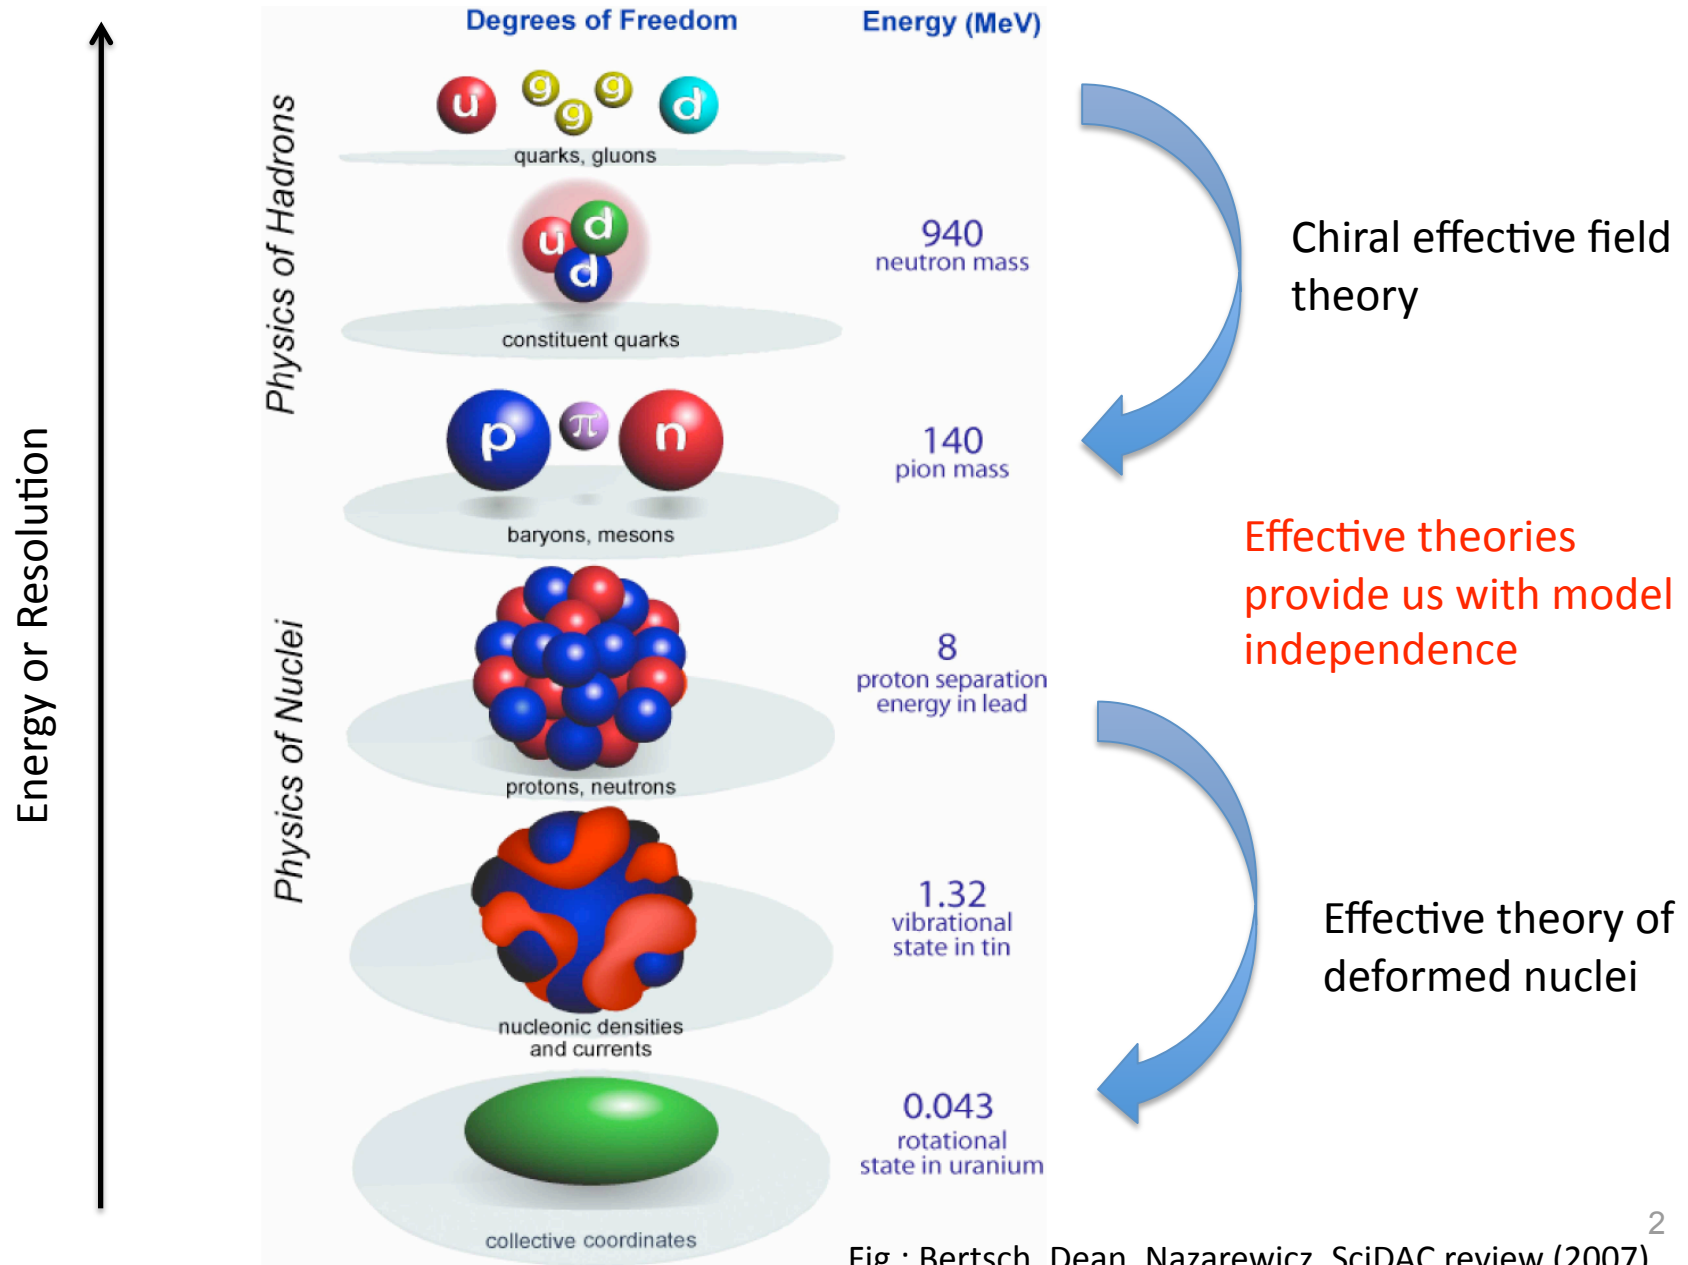 Degrees of Freedom
Energy (MeV)
Energy or Resolution
Physics of Hadrons
u g g g d
quarks, gluons
u d d
constituent quarks
940
neutron mass
p π n
baryons, mesons
140
pion mass
Chiral effective field
theory
Effective theories
provide us with model
independence
Physics of Nuclei
protons, neutrons
8
proton separation
energy in lead
nucleonic densities
and currents
1.32
vibrational
state in tin
Effective theory of
deformed nuclei
collective coordinates
0.043
rotational
state in uranium
2
Fig.: Bertsch, Dean, Nazarewicz, SciDAC review (2007)